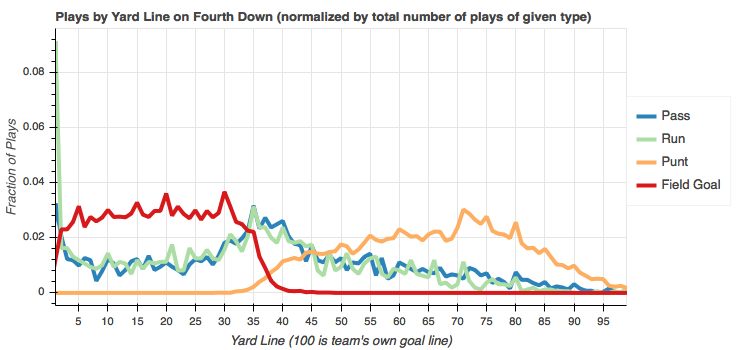 Plays by Yard Line on Fourth Down (normalized by total number of plays of given type)
0.08
0.06
0.04
0.02
0
Fraction of Plays
5 10 15 20 25 30 35 40 45 50 55 60 65 70 75 80 85 90 95
Yard Line (100 is team's own goal line)
Pass
Run
Punt
Field Goal